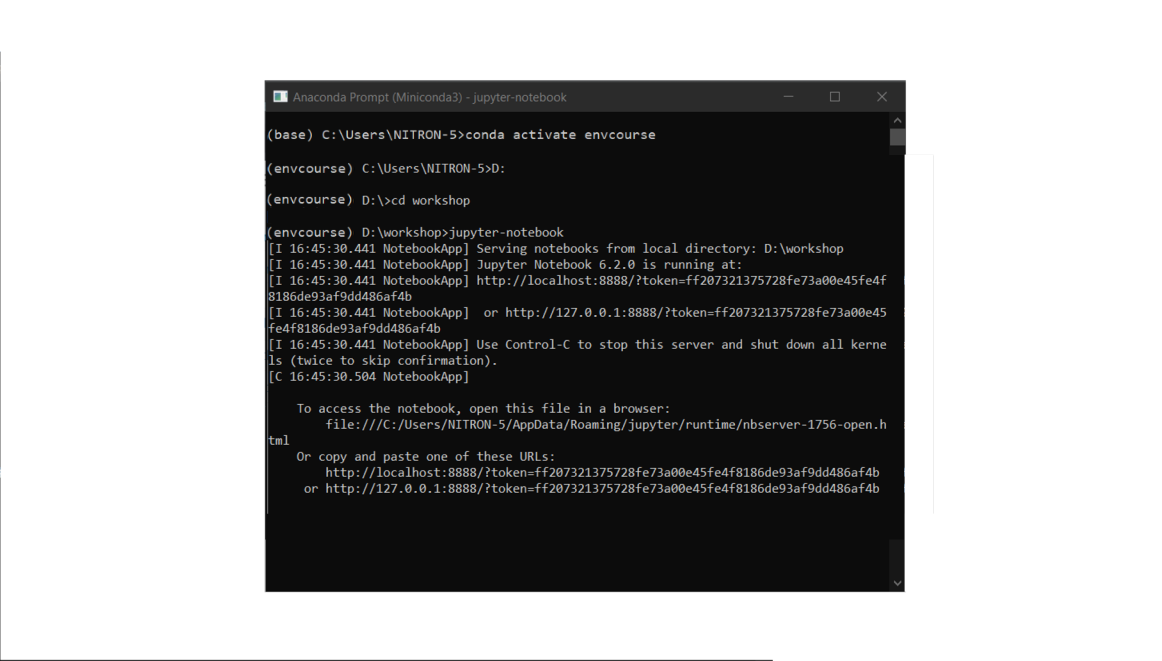 Anaconda Prompt (Miniconda3) - jupyter-notebook
(base) C:\Users\NITRON-5>conda activate envcourse
(envcourse) C:\Users\NITRON-5>D:
(envcourse) D:\>cd workshop
(envcourse) D:\workshop>jupyter-notebook
[I 16:45:30.441 NotebookApp] Serving notebooks from local directory: D:\workshop
[I 16:45:30.441 NotebookApp] Jupyter Notebook 6.2.0 is running at:
[I 16:45:30.441 NotebookApp] http://localhost:8888/?token=ff207321375728fe73a00e45fe4f
8186de93af9dd486af4b
[I 16:45:30.441 NotebookApp]  or http://127.0.0.1:8888/?token=ff207321375728fe73a00e45
fe4f8186de93af9dd486af4b
[I 16:45:30.441 NotebookApp] Use Control-C to stop this server and shut down all kerne
ls (twice to skip confirmation).
[C 16:45:30.504 NotebookApp]
To access the notebook, open this file in a browser:
file:///C:/Users/NITRON-5/AppData/Roaming/jupyter/runtime/nbserver-1756-open.h
tml
Or copy and paste one of these URLs:
http://localhost:8888/?token=ff207321375728fe73a00e45fe4f8186de93af9dd486af4b
or http://127.0.0.1:8888/?token=ff207321375728fe73a00e45fe4f8186de93af9dd486af4b